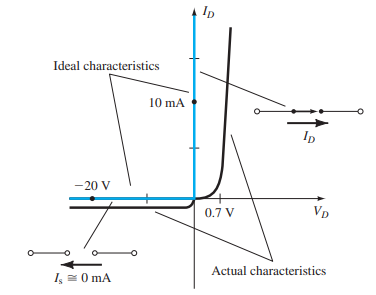 I_D
Ideal characteristics
10 mA
I_D
−20 V
0.7 V
V_D
I_s ≅ 0 mA
Actual characteristics